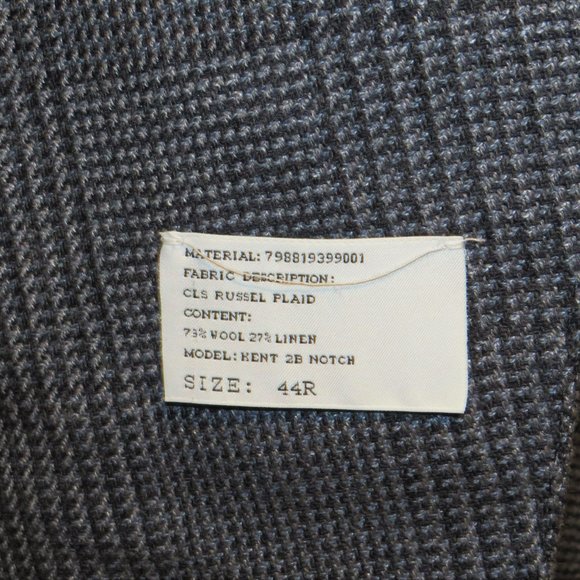 MATERIAL: 798819399001
FABRIC DESCRIPTION:
CLS RUSSEL PLAID
CONTENT:
73% WOOL 27% LINEN
MODEL: KENT 2B NOTCH
SIZE: 44R